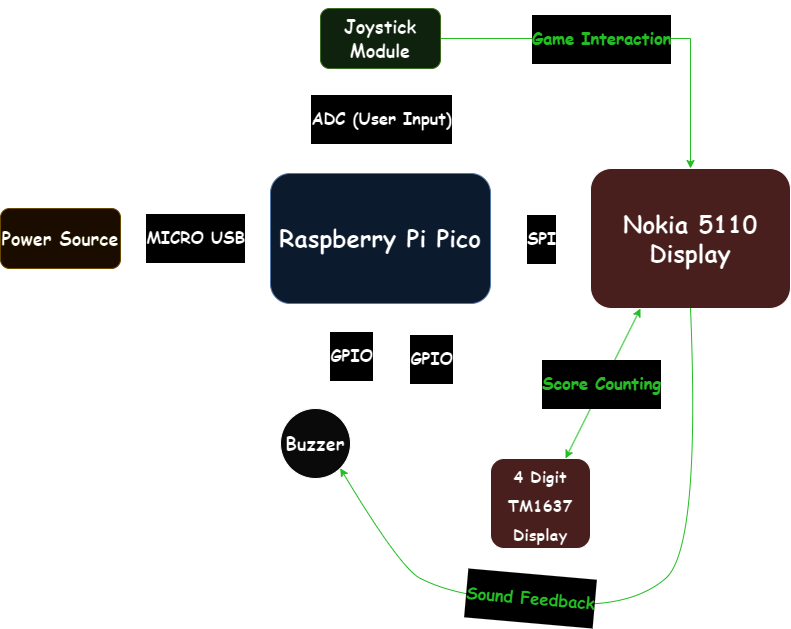 Joystick
Module
Game Interaction
ADC (User Input)
Power Source
MICRO USB
Raspberry Pi Pico
SPI
Nokia 5110
Display
GPIO
GPIO
Score Counting
Buzzer
4 Digit
TM1637
Display
Sound Feedback